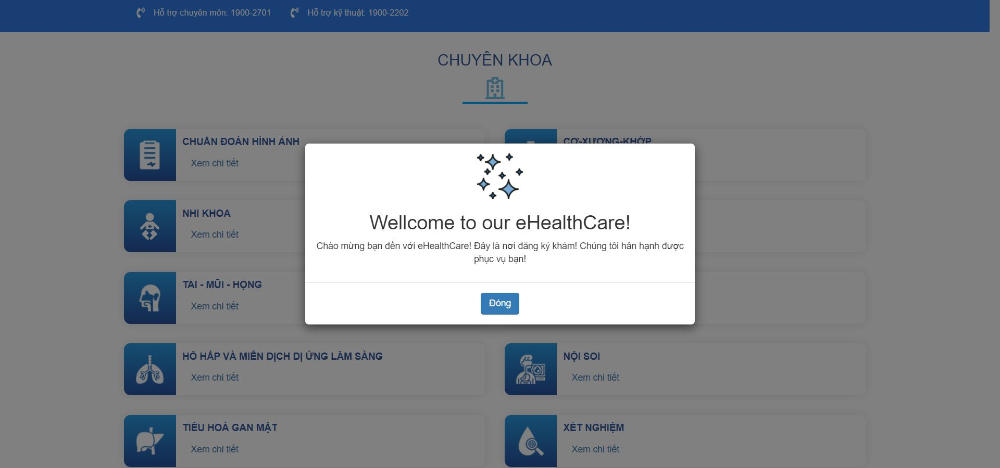 Hỗ trợ chuyên môn: 1900-2701 Hỗ trợ kỹ thuật: 1900-2202
CHUYÊN KHOA
CHUẨN ĐOÁN HÌNH ẢNH
Xem chi tiết
CƠ-XƯƠNG-KHỚP
Wellcome to our eHealthCare!
Chào mừng bạn đến với eHealthCare! Đây là nơi đăng ký khám! Chúng tôi hân hạnh được
phục vụ bạn!
Đóng
NHI KHOA
Xem chi tiết
TAI - MŨI - HỌNG
Xem chi tiết
HÔ HẤP VÀ MIỄN DỊCH DỊ ỨNG LÂM SÀNG
Xem chi tiết
NỘI SOI
Xem chi tiết
TIÊU HOÁ GAN MẬT
Xem chi tiết
XÉT NGHIỆM
Xem chi tiết